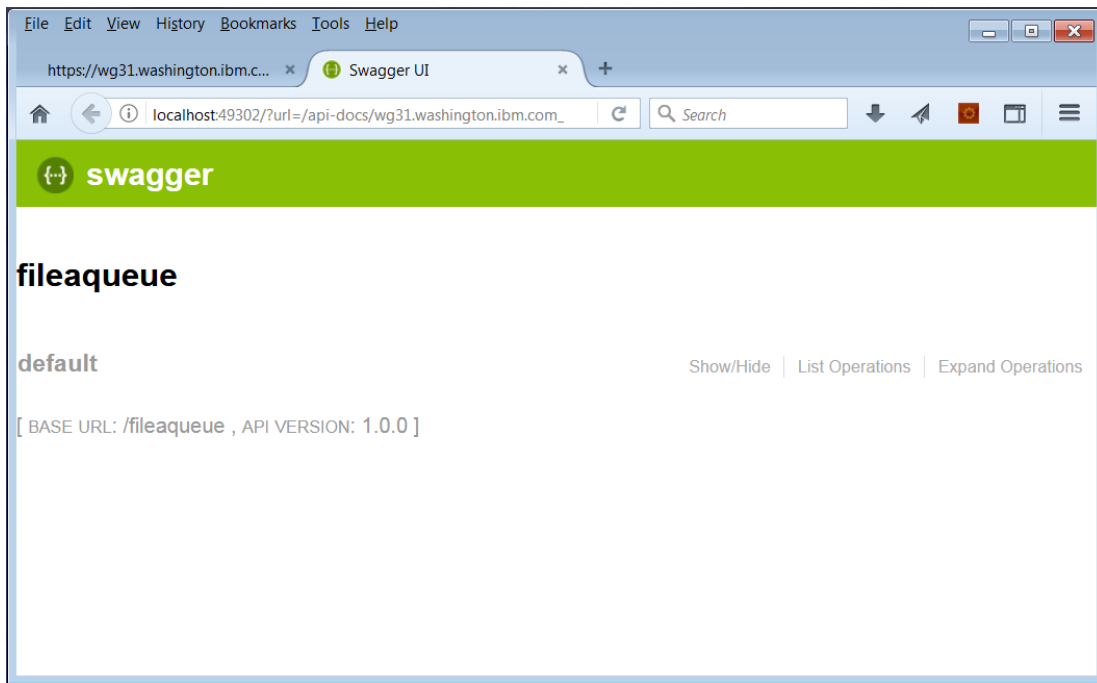 File Edit View History Bookmarks Tools Help
https://wg31.washington.ibm.c... × Swagger UI × +
localhost:49302/?url=/api-docs/wg31.washington.ibm.com_ Search
{···} swagger
fileaqueue
default Show/Hide List Operations Expand Operations
[ BASE URL: /fileaqueue , API VERSION: 1.0.0 ]